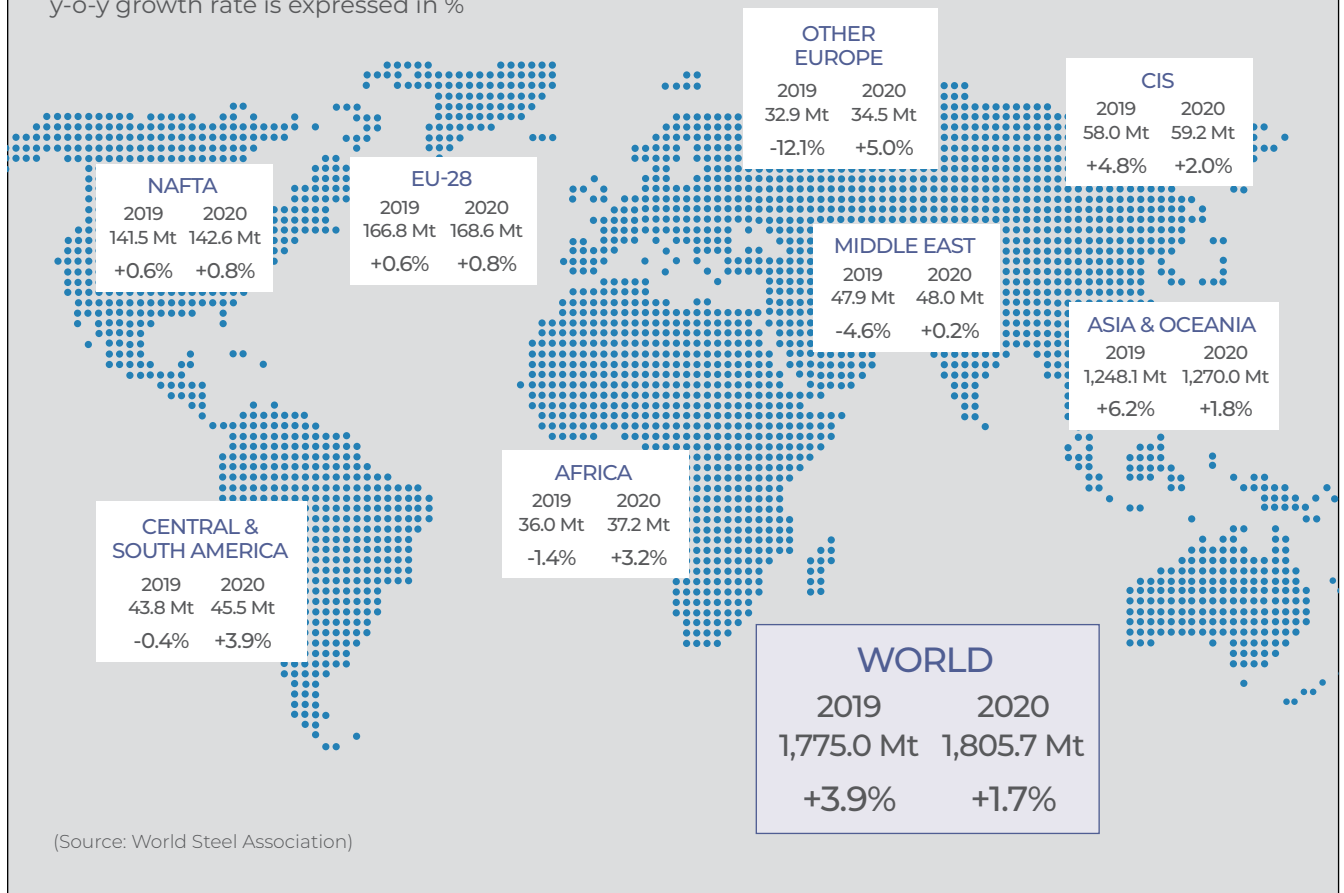 y-o-y growth rate is expressed in %
OTHER
EUROPE
2019 2020
32.9 Mt 34.5 Mt
-12.1% +5.0%
CIS
2019 2020
58.0 Mt 59.2 Mt
+4.8% +2.0%
NAFTA
2019 2020
141.5 Mt 142.6 Mt
+0.6% +0.8%
EU-28
2019 2020
166.8 Mt 168.6 Mt
+0.6% +0.8%
MIDDLE EAST
2019 2020
47.9 Mt 48.0 Mt
-4.6% +0.2%
ASIA & OCEANIA
2019 2020
1,248.1 Mt 1,270.0 Mt
+6.2% +1.8%
AFRICA
2019 2020
36.0 Mt 37.2 Mt
-1.4% +3.2%
CENTRAL &
SOUTH AMERICA
2019 2020
43.8 Mt 45.5 Mt
-0.4% +3.9%
WORLD
2019 2020
1,775.0 Mt 1,805.7 Mt
+3.9% +1.7%
(Source: World Steel Association)